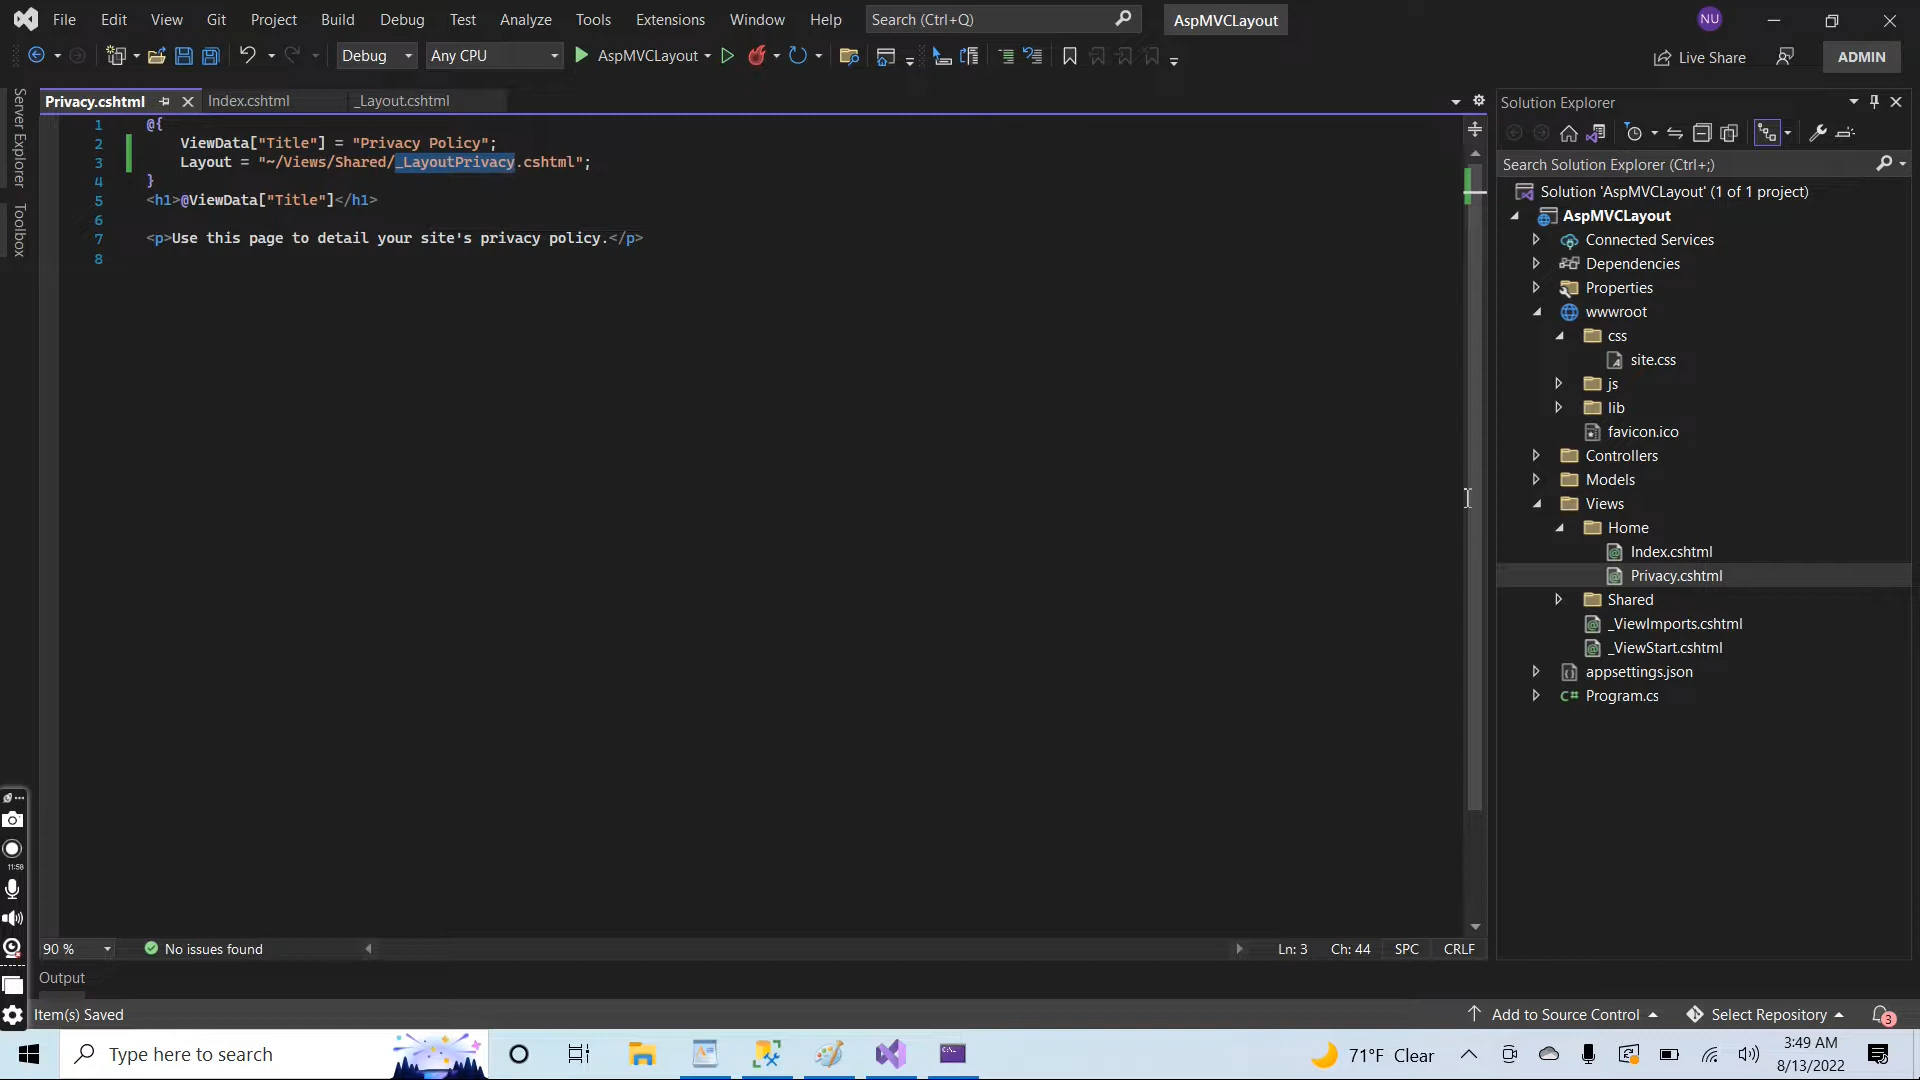 File Edit View Git Project Build Debug Test Analyze Tools Extensions Window Help Search (Ctrl+Q) AspMVCLayout NU
Debug Any CPU AspMVCLayout Live Share ADMIN
Server Explorer
Toolbox
Privacy.cshtml Index.cshtml _Layout.cshtml
1 @{
2 ViewData["Title"] = "Privacy Policy";
3 Layout = "~/Views/Shared/_LayoutPrivacy.cshtml";
4 }
5 <h1>@ViewData["Title"]</h1>
6
7 <p>Use this page to detail your site's privacy policy.</p>
8
Solution Explorer
Search Solution Explorer (Ctrl+;)
Solution 'AspMVCLayout' (1 of 1 project)
AspMVCLayout
Connected Services
Dependencies
Properties
wwwroot
css
site.css
js
lib
favicon.ico
Controllers
Models
Views
Home
Index.cshtml
Privacy.cshtml
Shared
_ViewImports.cshtml
_ViewStart.cshtml
appsettings.json
C# Program.cs
11:58
90 % No issues found Ln: 3 Ch: 44 SPC CRLF
Output
Item(s) Saved Add to Source Control Select Repository 3
Type here to search 71°F Clear 3:49 AM
8/13/2022